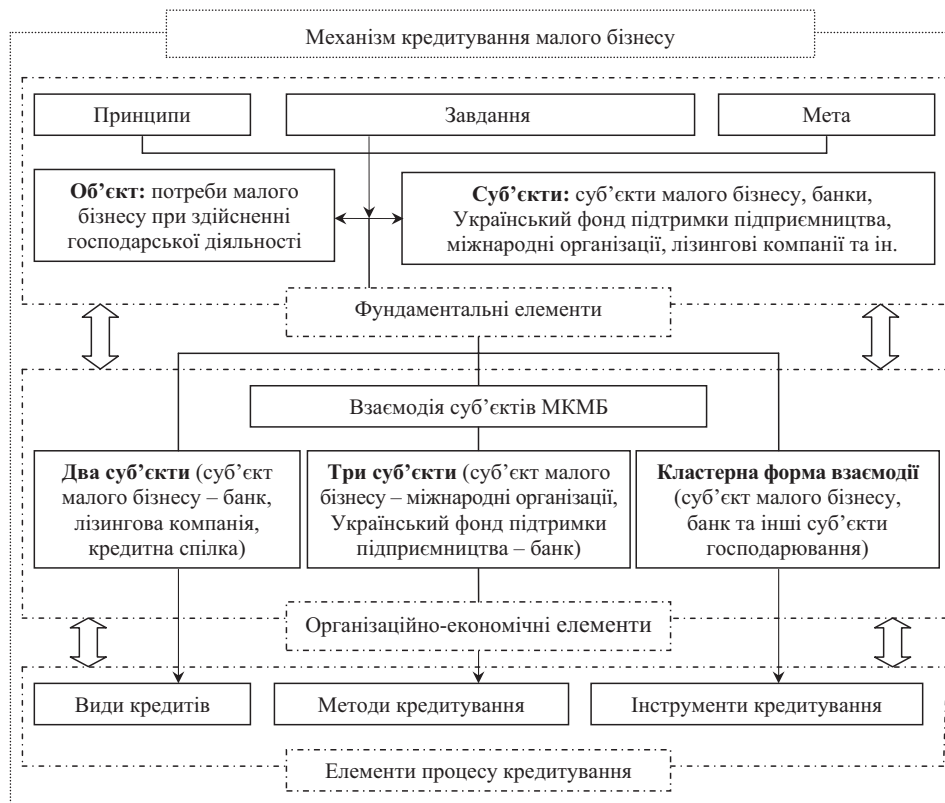 Механізм кредитування малого бізнесу
Принципи
Завдання
Мета
Об’єкт: потреби малого
бізнесу при здійсненні
господарської діяльності
Суб’єкти: суб’єкти малого бізнесу, банки,
Український фонд підтримки підприємництва,
міжнародні організації, лізингові компанії та ін.
Фундаментальні елементи
Взаємодія суб’єктів МКМБ
Два суб’єкти (суб’єкт
малого бізнесу – банк,
лізингова компанія,
кредитна спілка)
Три суб’єкти (суб’єкт малого
бізнесу – міжнародні організації,
Український фонд підтримки
підприємництва – банк)
Кластерна форма взаємодії
(суб’єкт малого бізнесу,
банк та інші суб’єкти
господарювання)
Організаційно-економічні елементи
Види кредитів
Методи кредитування
Інструменти кредитування
Елементи процесу кредитування